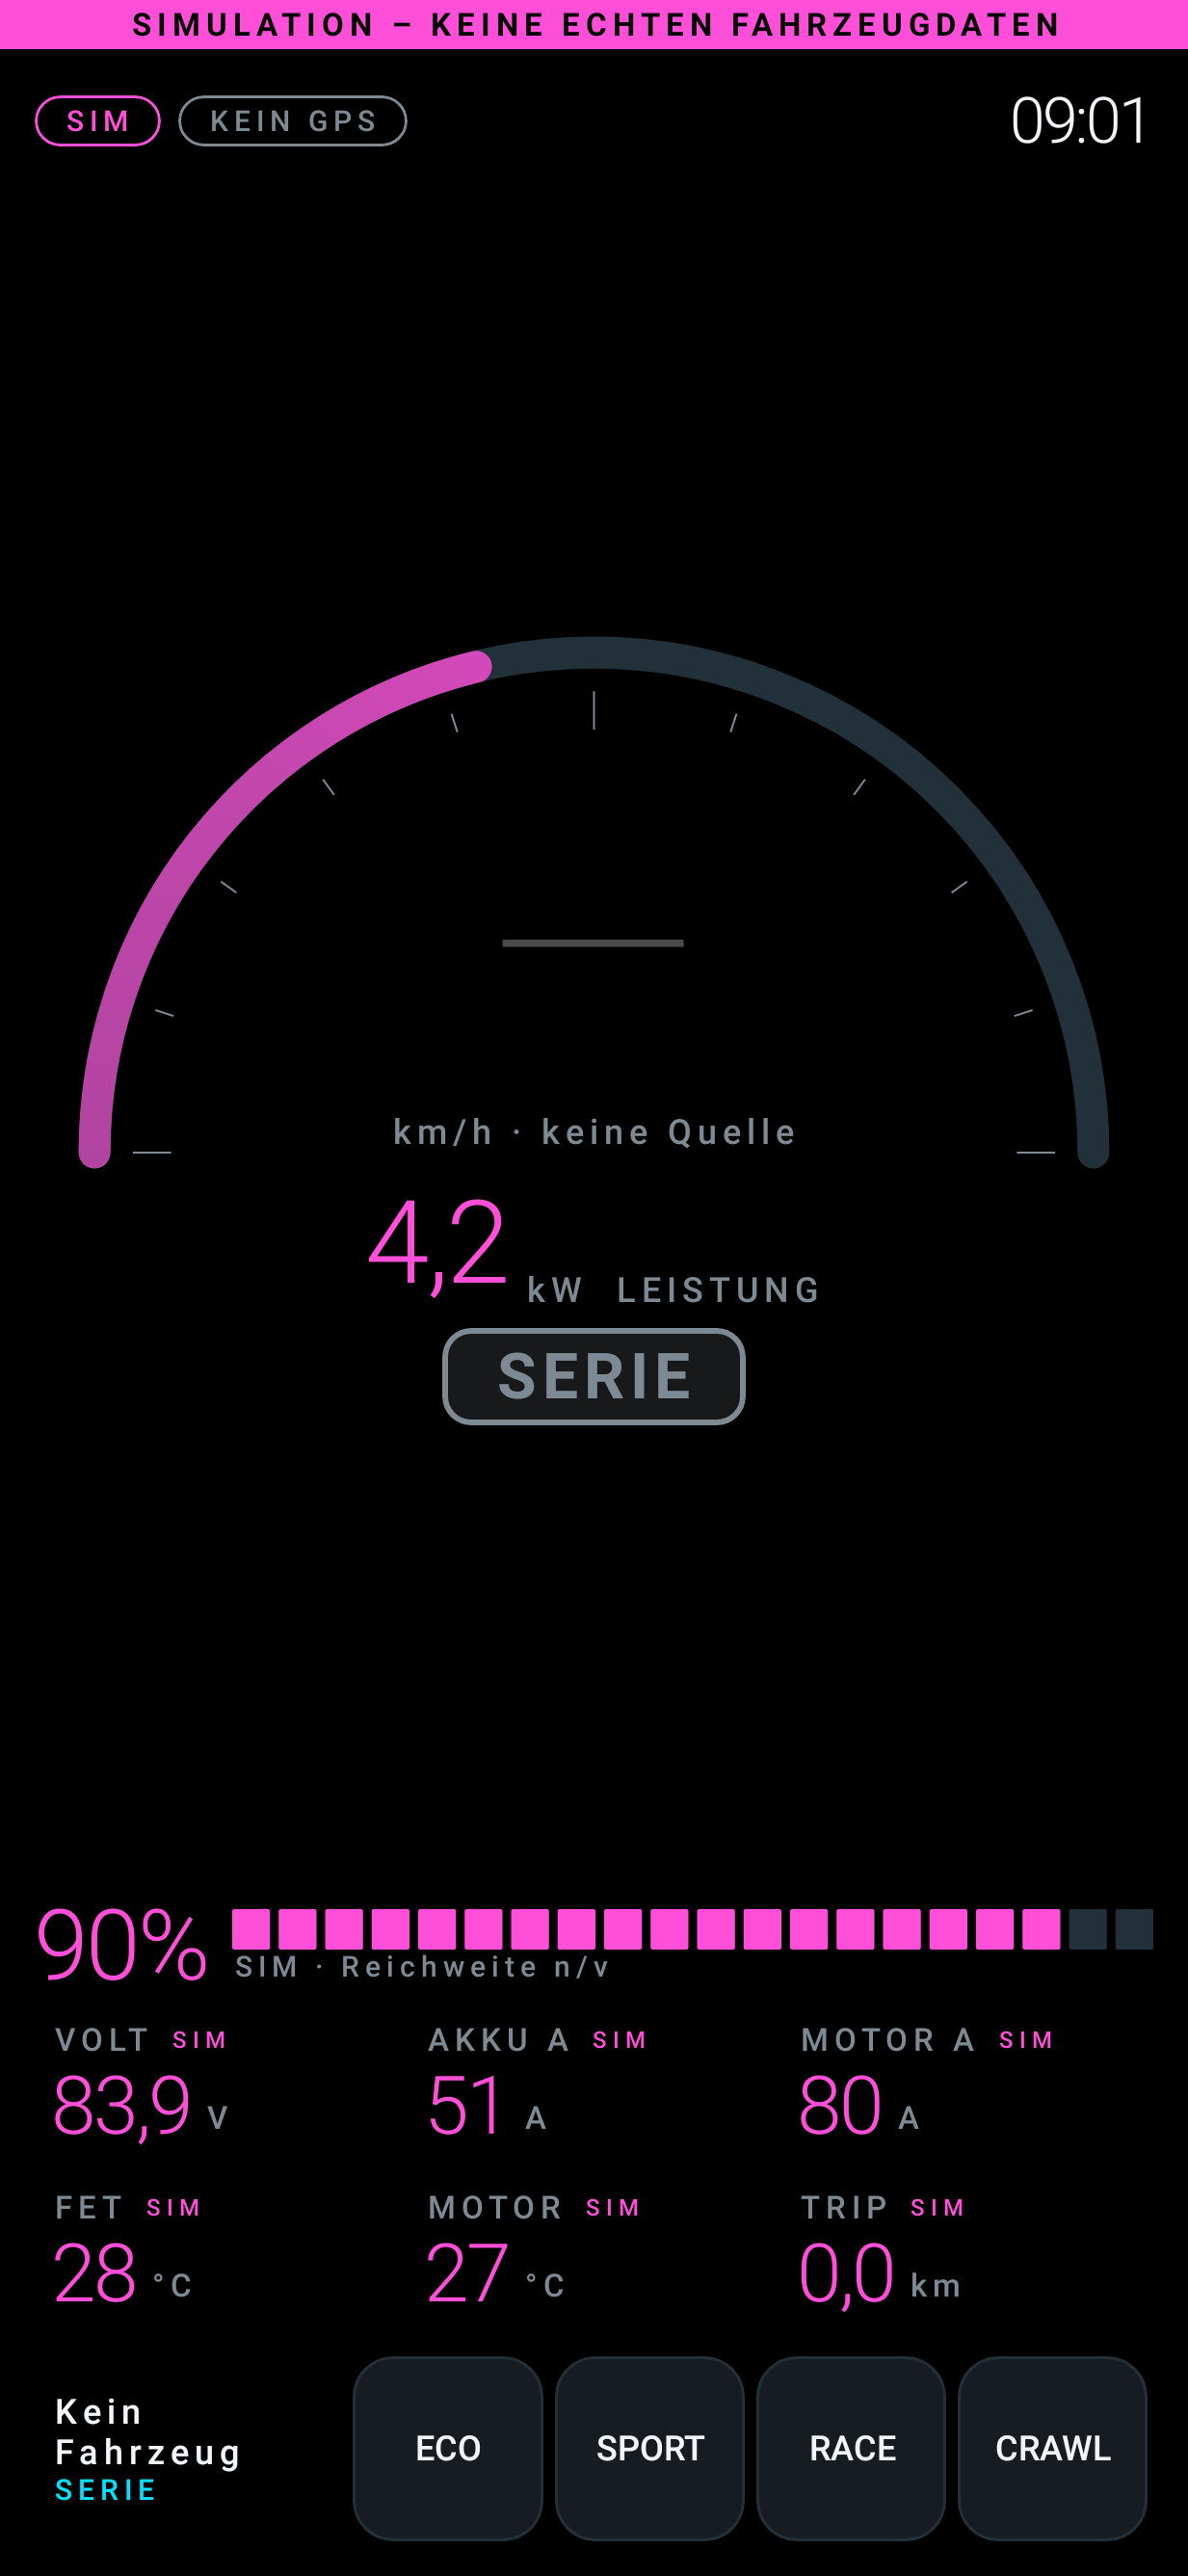 SIMULATION – KEINE ECHTEN FAHRZEUGDATEN
SIM KEIN GPS 09:01
km/h · keine Quelle
4,2 kW LEISTUNG
SERIE
90%
SIM · Reichweite n/v
VOLT SIM AKKU A SIM MOTOR A SIM
83,9 V 51 A 80 A
FET SIM MOTOR SIM TRIP SIM
28 °C 27 °C 0,0 km
Kein
Fahrzeug
SERIE
ECO SPORT RACE CRAWL